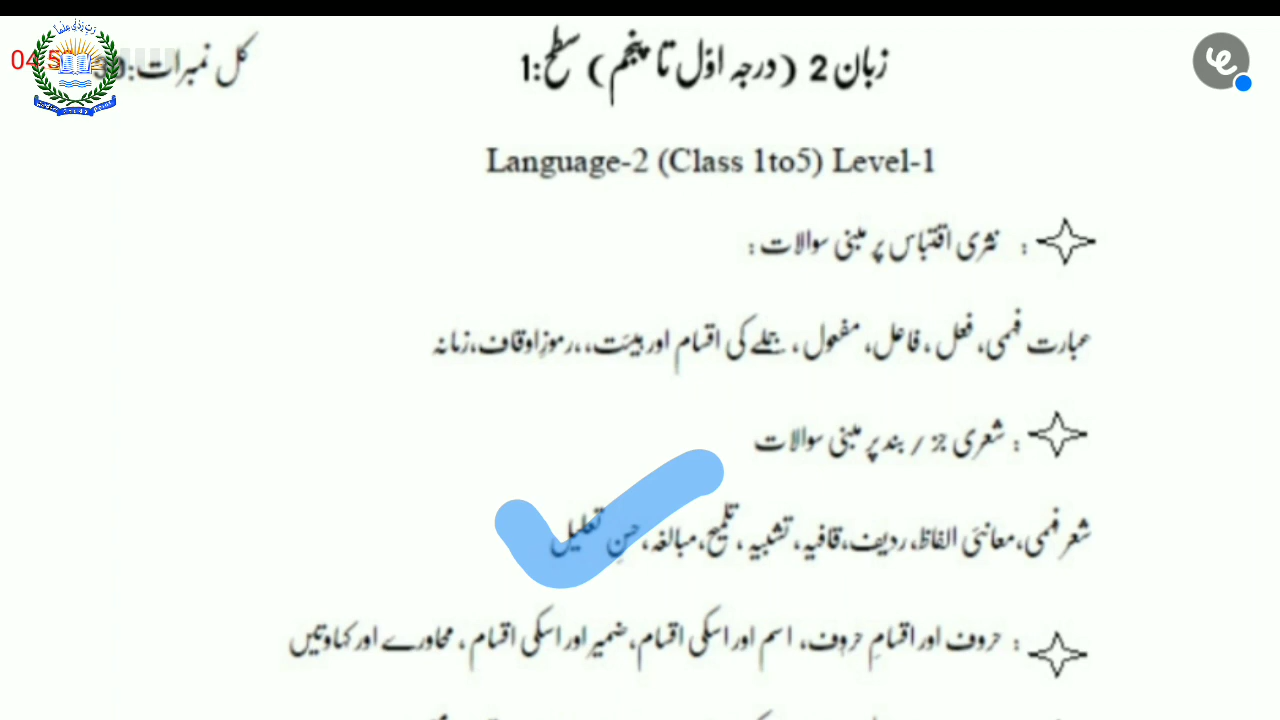 زبان 2 (درجہ اوّل تا پنجم) سطح:1
کل نمبرات:30
Language-2 (Class 1to5) Level-1
: نثری اقتباس پر مبنی سوالات :
عبارت فہمی، فعل، فاعل، مفعول، جملے کی اقسام اور ہیئت،،رموزِاوقاف،زمانہ
: شعری جز / بند پر مبنی سوالات
شعر فہمی،معانئی الفاظ،ردیف،قافیہ،تشبیہ،تلمیح،مبالغہ،حسنِ تعلیل
: حروف اور اقسامِ حروف، اسم اور اسکی اقسام،ضمیر اور اسکی اقسام، محاورے اور کہاوتیں